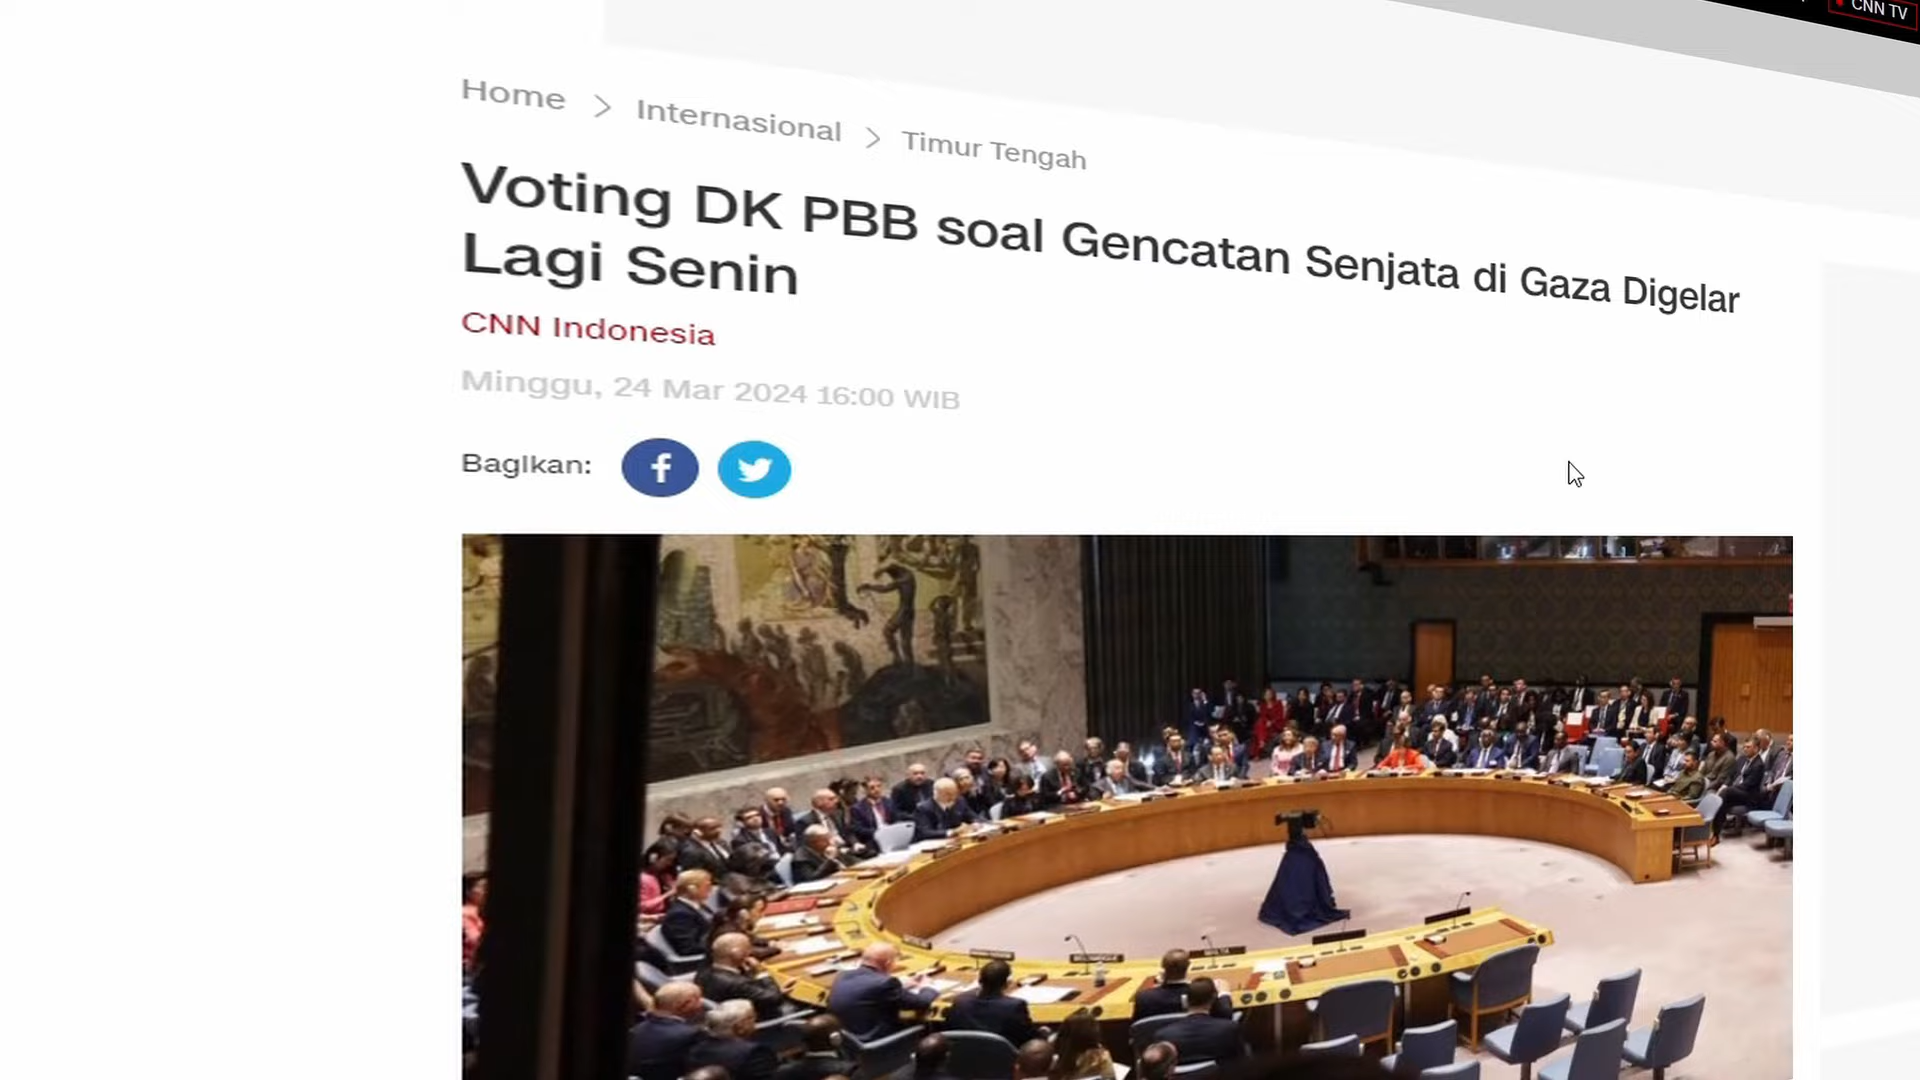 CNN TV
Home > Internasional > Timur Tengah
Voting DK PBB soal Gencatan Senjata di Gaza Digelar
Lagi Senin
CNN Indonesia
Minggu, 24 Mar 2024 16:00 WIB
Bagikan: